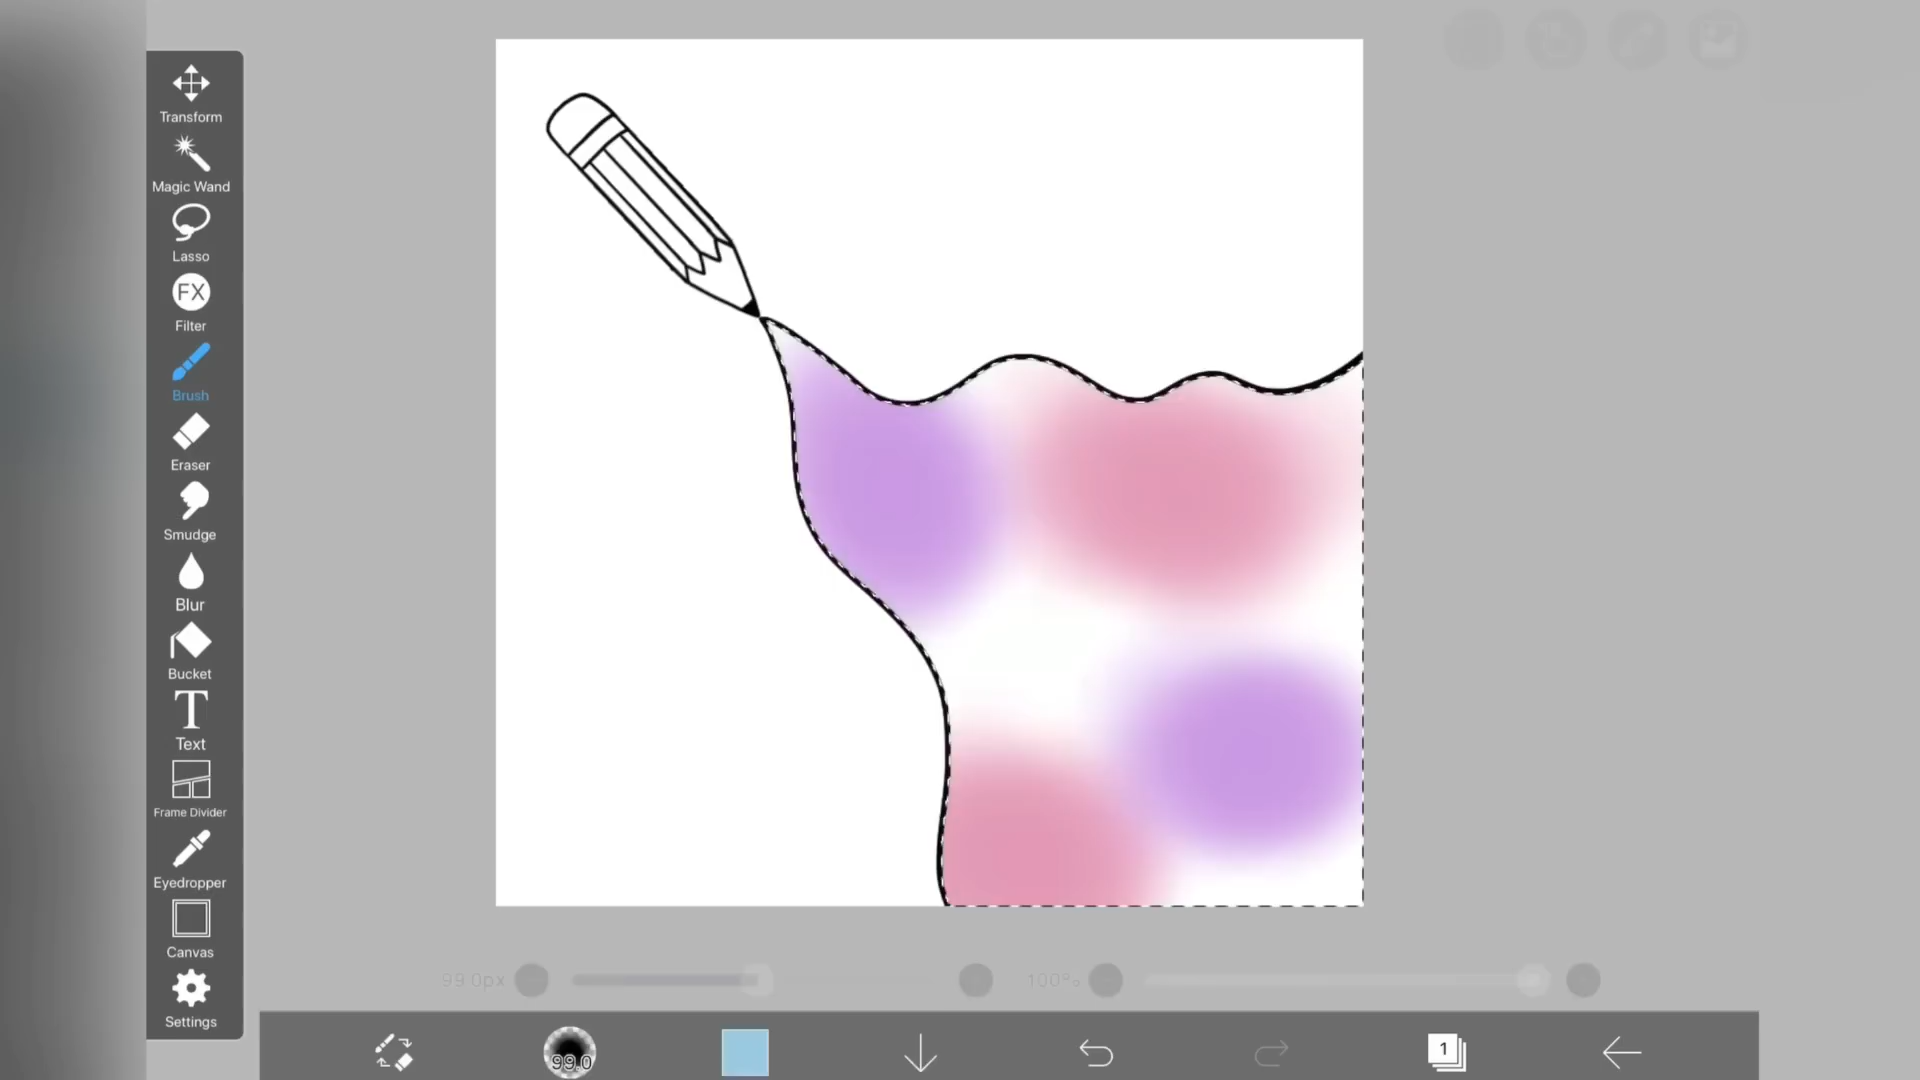 Transform
Magic Wand
Lasso
FX
Filter
Brush
Eraser
Smudge
Blur
Bucket
T
Text
Frame Divider
Eyedropper
Canvas
Settings
99.0px
100%
99.0
1